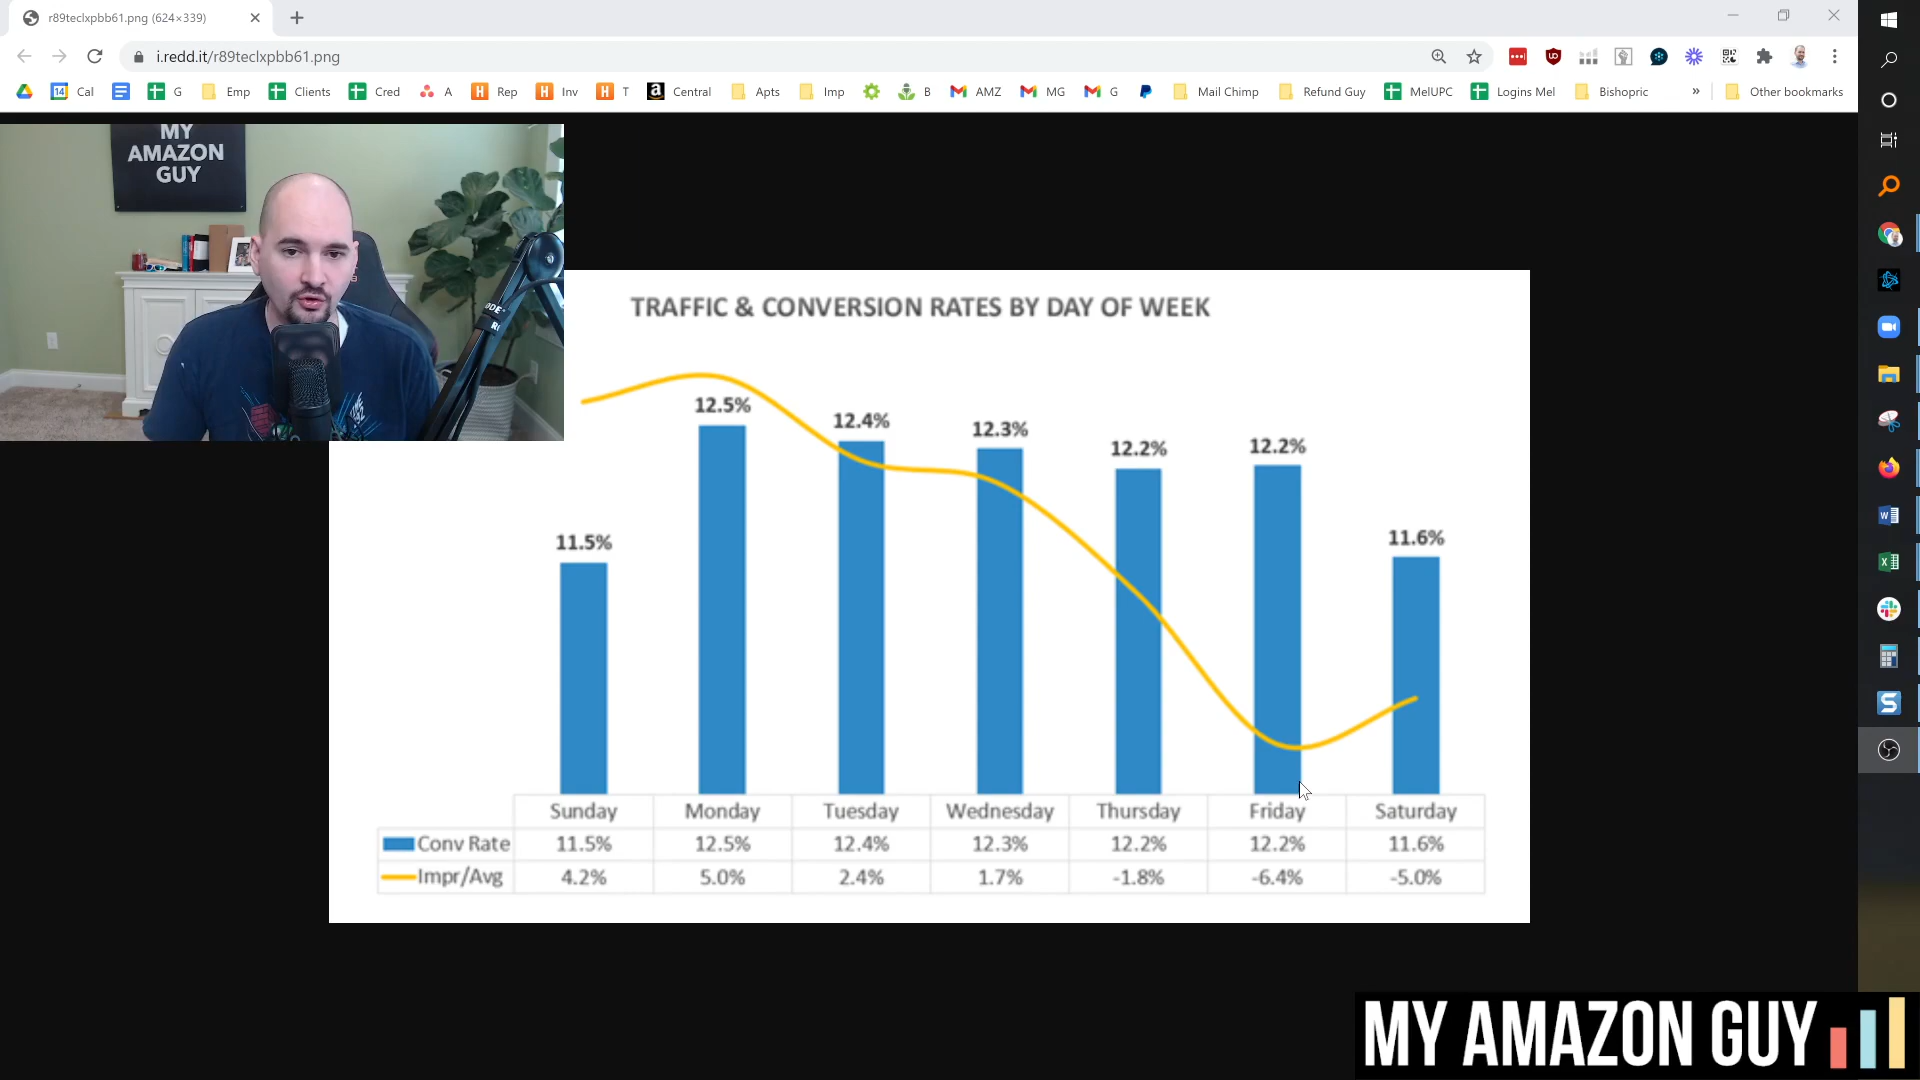 r89teclxpbb61.png (624×339)
i.redd.it/r89teclxpbb61.png
14 Cal G Emp Clients Cred A H Rep H Inv H T a Central Apts Imp B AMZ MG G Mail Chimp Refund Guy MelUPC Logins Mel Bishopric » Other bookmarks
MY
AMAZON
GUY
TRAFFIC & CONVERSION RATES BY DAY OF WEEK
12.5%
12.4%
12.3%
12.2%
12.2%
11.5%
11.6%
Sunday Monday Tuesday Wednesday Thursday Friday Saturday
Conv Rate 11.5% 12.5% 12.4% 12.3% 12.2% 12.2% 11.6%
Impr/Avg 4.2% 5.0% 2.4% 1.7% -1.8% -6.4% -5.0%
MY AMAZON GUY